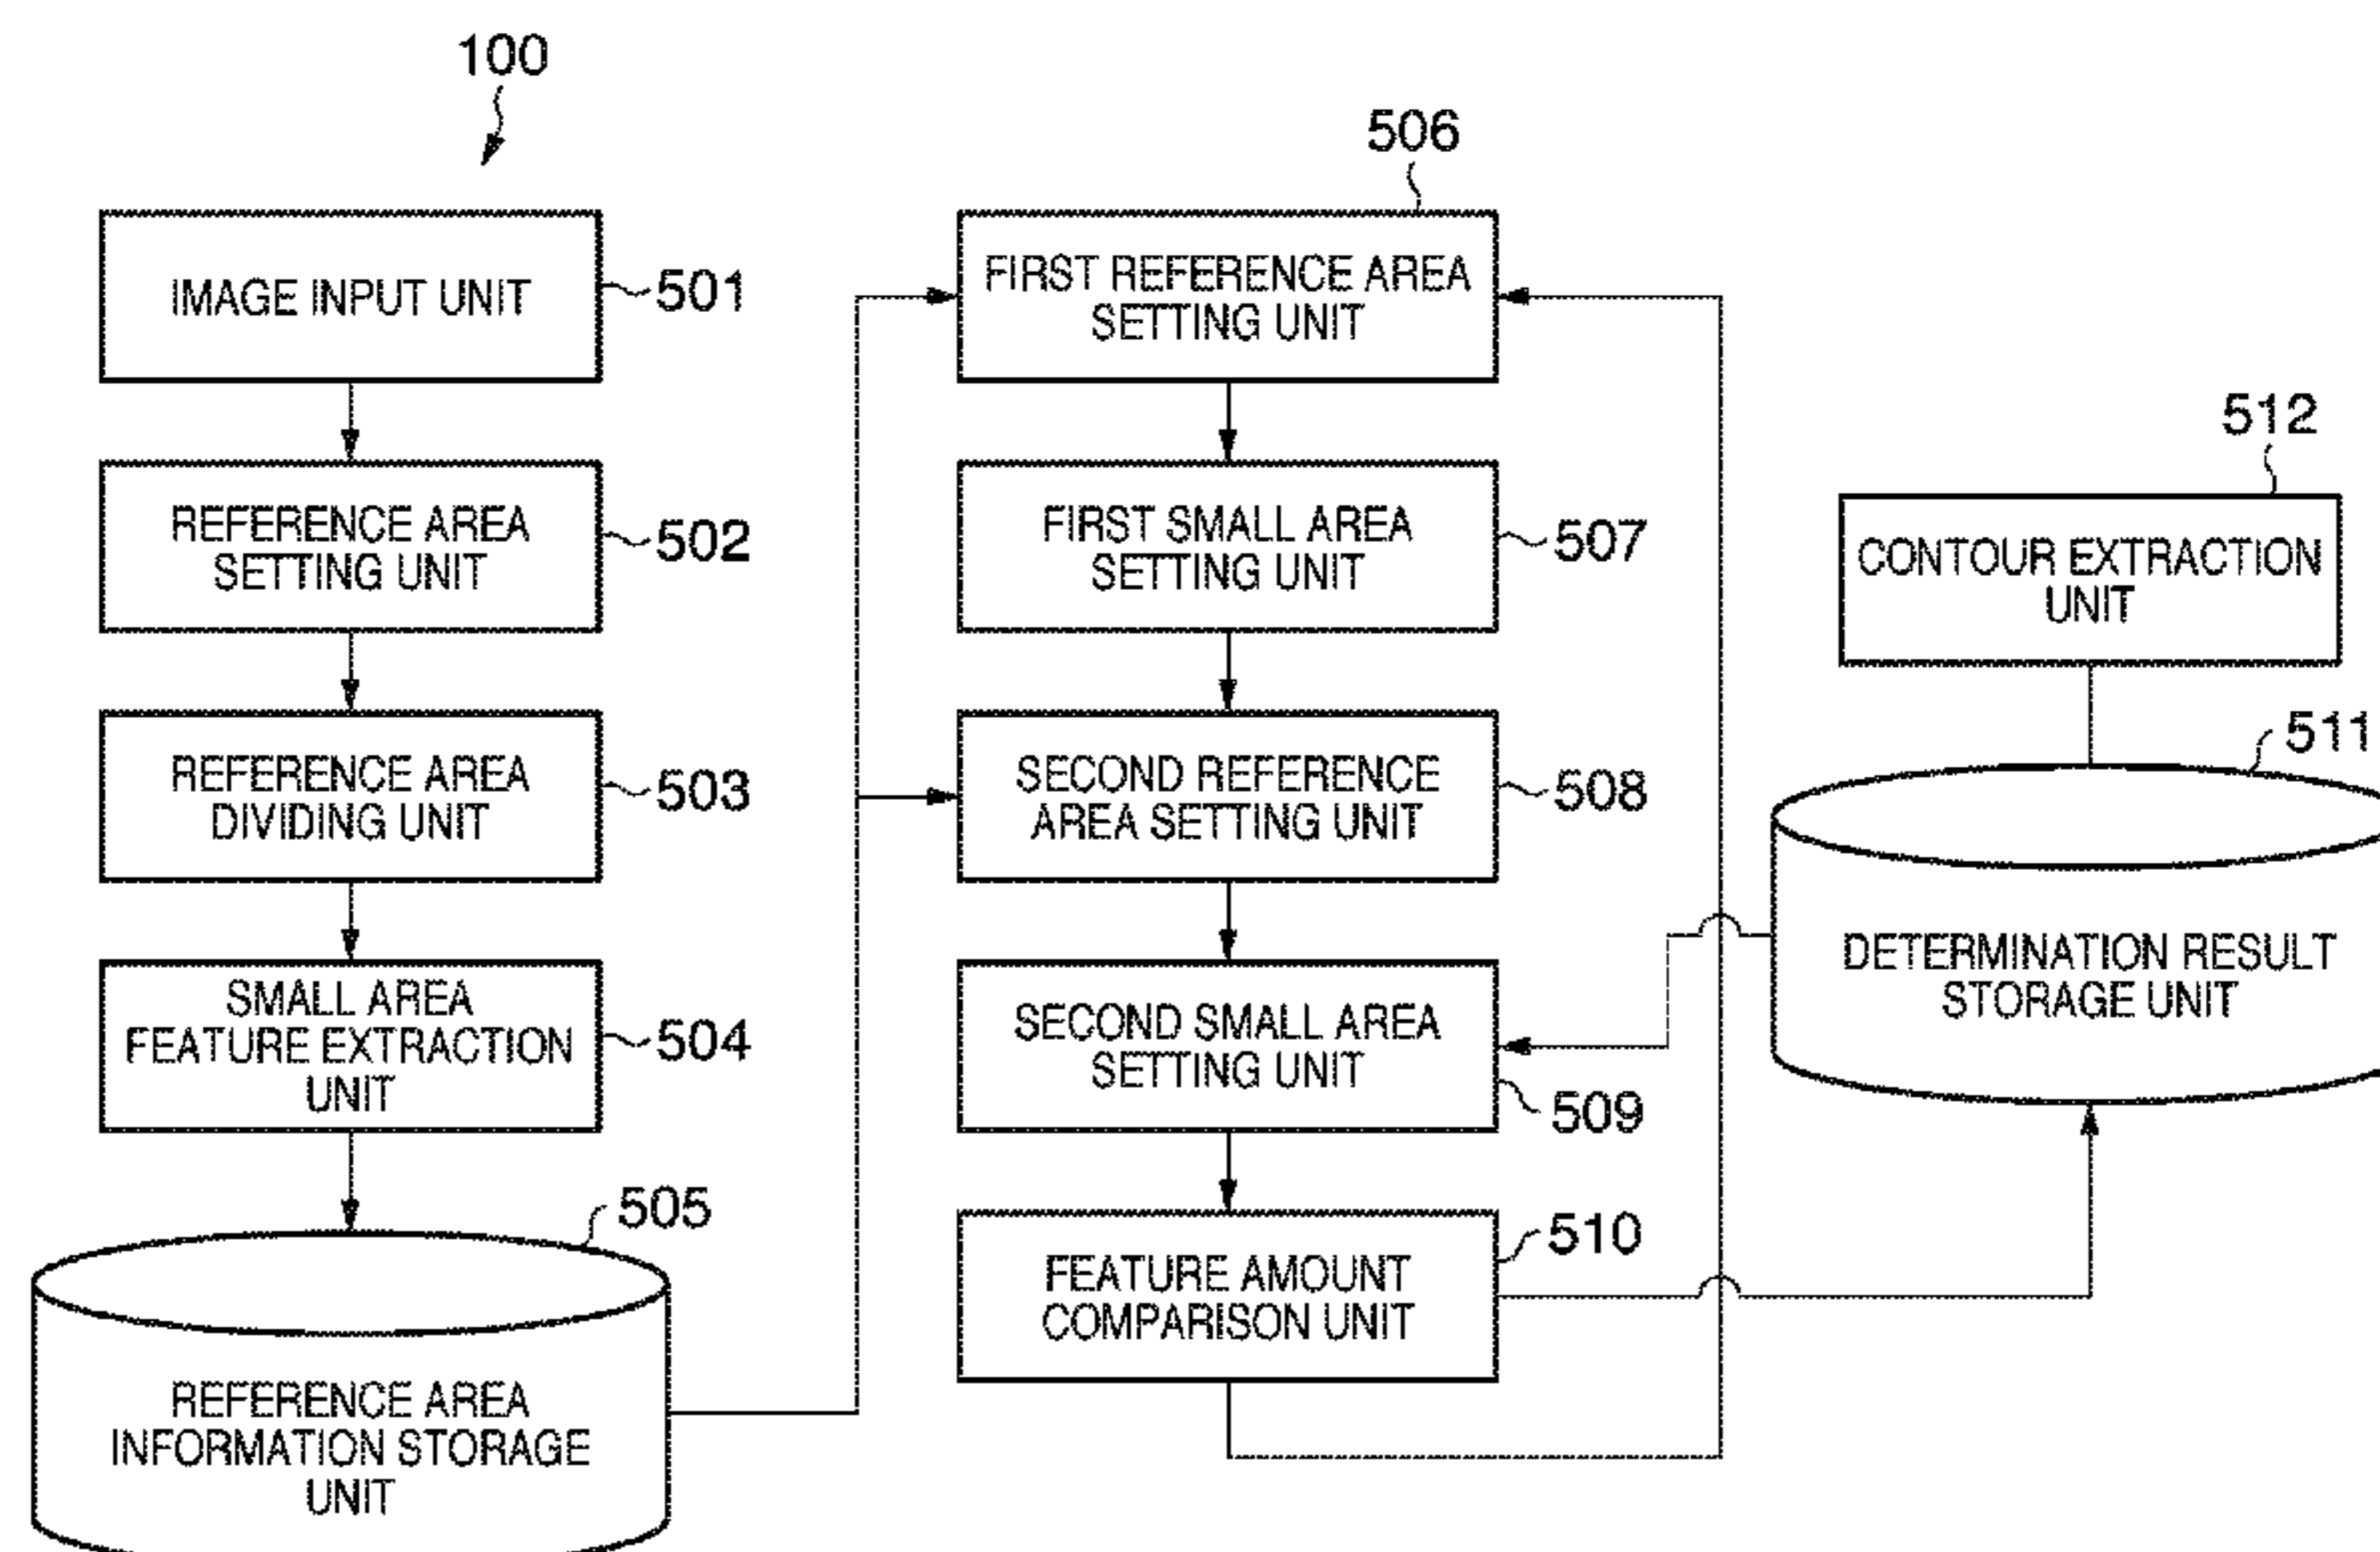 100
IMAGE INPUT UNIT
501
REFERENCE AREA
SETTING UNIT
502
REFERENCE AREA
DIVIDING UNIT
503
SMALL AREA
FEATURE EXTRACTION
UNIT
504
505
REFERENCE AREA
INFORMATION STORAGE
UNIT
506
FIRST REFERENCE AREA
SETTING UNIT
FIRST SMALL AREA
SETTING UNIT
507
SECOND REFERENCE
AREA SETTING UNIT
508
SECOND SMALL AREA
SETTING UNIT
509
FEATURE AMOUNT
COMPARISON UNIT
510
512
CONTOUR EXTRACTION
UNIT
511
DETERMINATION RESULT
STORAGE UNIT